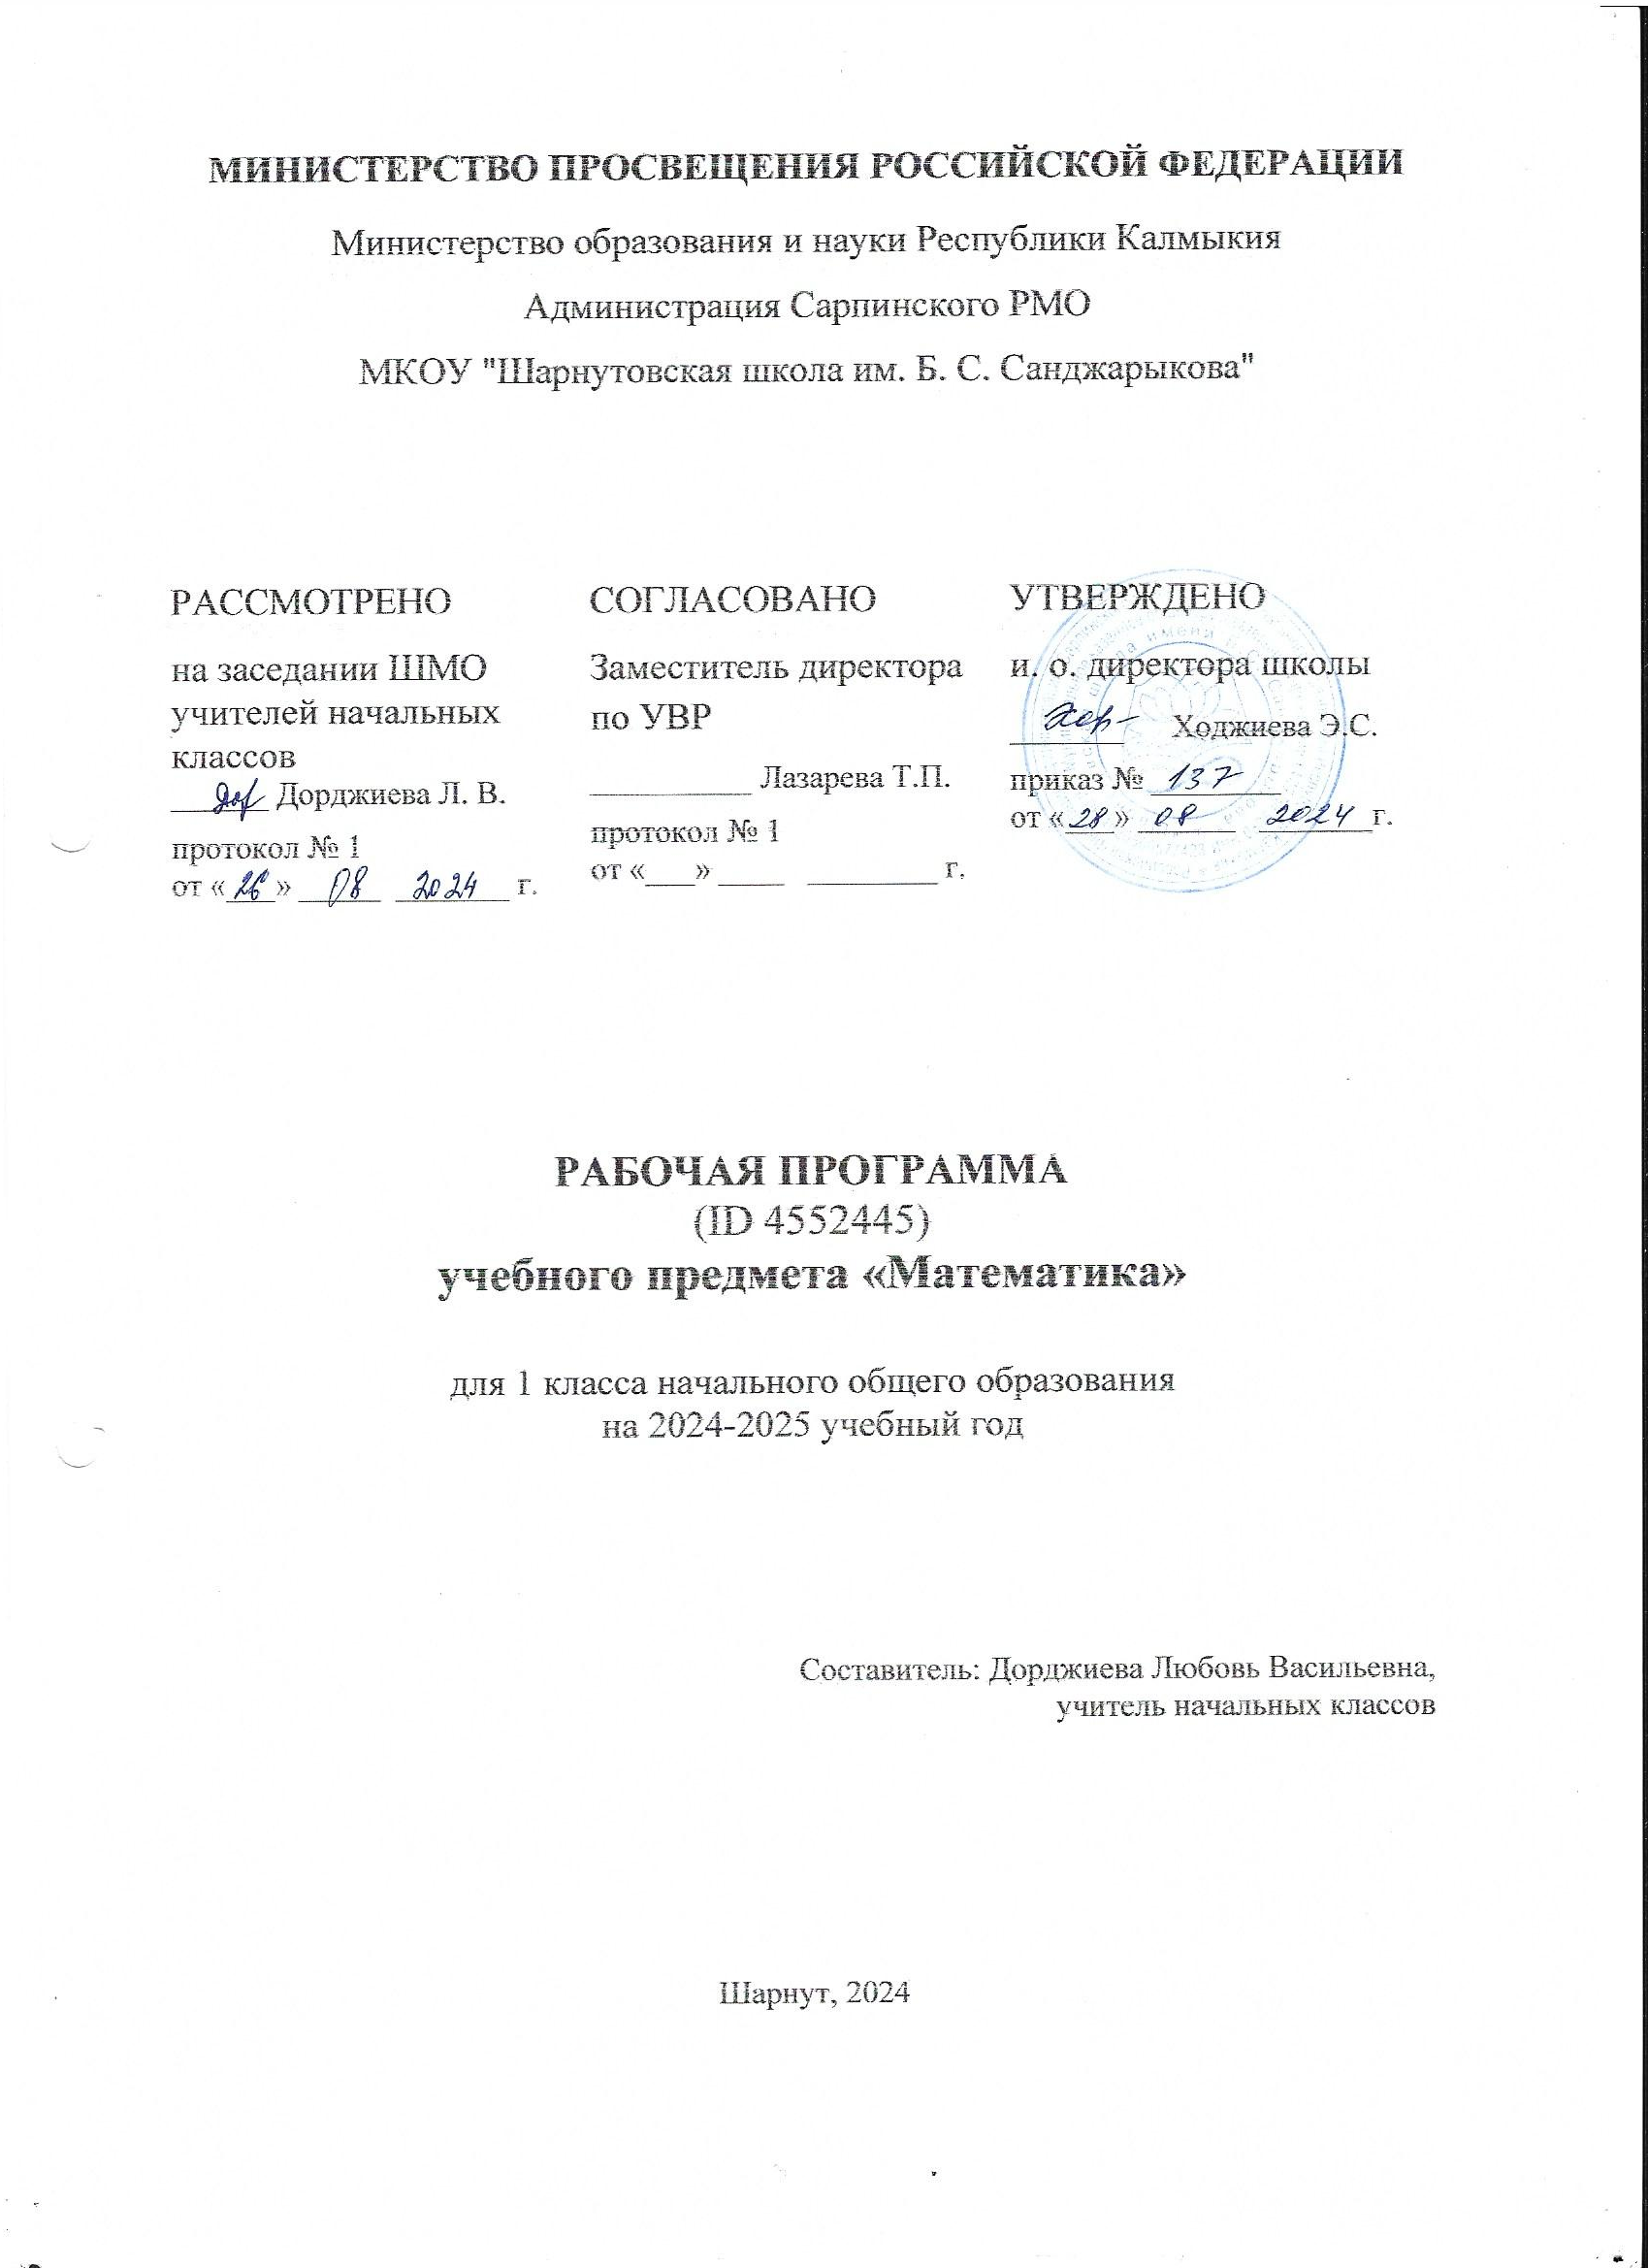 МИНИСТЕРСТВО ПРОСВЕЩЕНИЯ РОССИЙСКОЙ ФЕДЕРАЦИИ
Министерство образования и науки Республики Калмыкия
Администрация Сарпинского РМО
МКОУ "Шарнутовская школа им. Б. С. Санджарыкова"
РАССМОТРЕНО
на заседании ШМО
учителей начальных
классов
_______ Дорджиева Л. В.
протокол № 1
от «26» 08 2024 г.
СОГЛАСОВАНО
Заместитель директора
по УВР
__________ Лазарева Т.П.
протокол № 1
от «___» ____ ________ г.
УТВЕРЖДЕНО
и. о. директора школы
_______ Ходжиева Э.С.
приказ № 137
от «28» 08 2024 г.
РАБОЧАЯ ПРОГРАММА
(ID 4552445)
учебного предмета «Математика»
для 1 класса начального общего образования
на 2024-2025 учебный год
Составитель: Дорджиева Любовь Васильевна,
учитель начальных классов
Шарнут, 2024